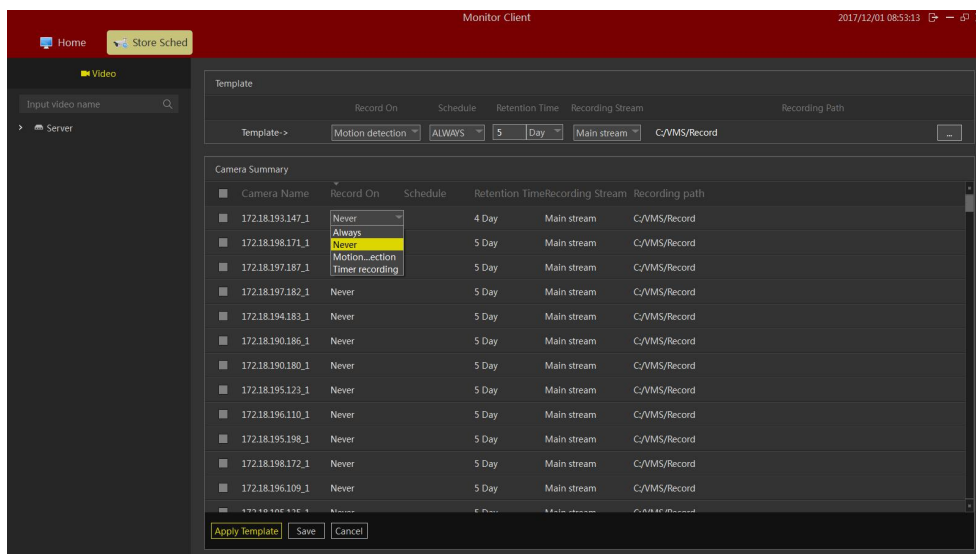 Monitor Client 2017/12/01 08:53:13
Home Store Sched
Video
Input video name
Server
Template
Record On Schedule Retention Time Recording Stream Recording Path
Template-> Motion detection ALWAYS 5 Day Main stream C:/VMS/Record ...
Camera Summary
Camera Name Record On Schedule Retention Time Recording Stream Recording path
172.18.193.147_1 Never 4 Day Main stream C:/VMS/Record
Always
172.18.198.171_1 Never 5 Day Main stream C:/VMS/Record
Motion...ection
172.18.197.187_1 Timer recording 5 Day Main stream C:/VMS/Record
172.18.197.182_1 Never 5 Day Main stream C:/VMS/Record
172.18.194.183_1 Never 5 Day Main stream C:/VMS/Record
172.18.190.186_1 Never 5 Day Main stream C:/VMS/Record
172.18.190.180_1 Never 5 Day Main stream C:/VMS/Record
172.18.195.123_1 Never 5 Day Main stream C:/VMS/Record
172.18.196.110_1 Never 5 Day Main stream C:/VMS/Record
172.18.195.198_1 Never 5 Day Main stream C:/VMS/Record
172.18.198.172_1 Never 5 Day Main stream C:/VMS/Record
172.18.196.109_1 Never 5 Day Main stream C:/VMS/Record
Apply Template Save Cancel